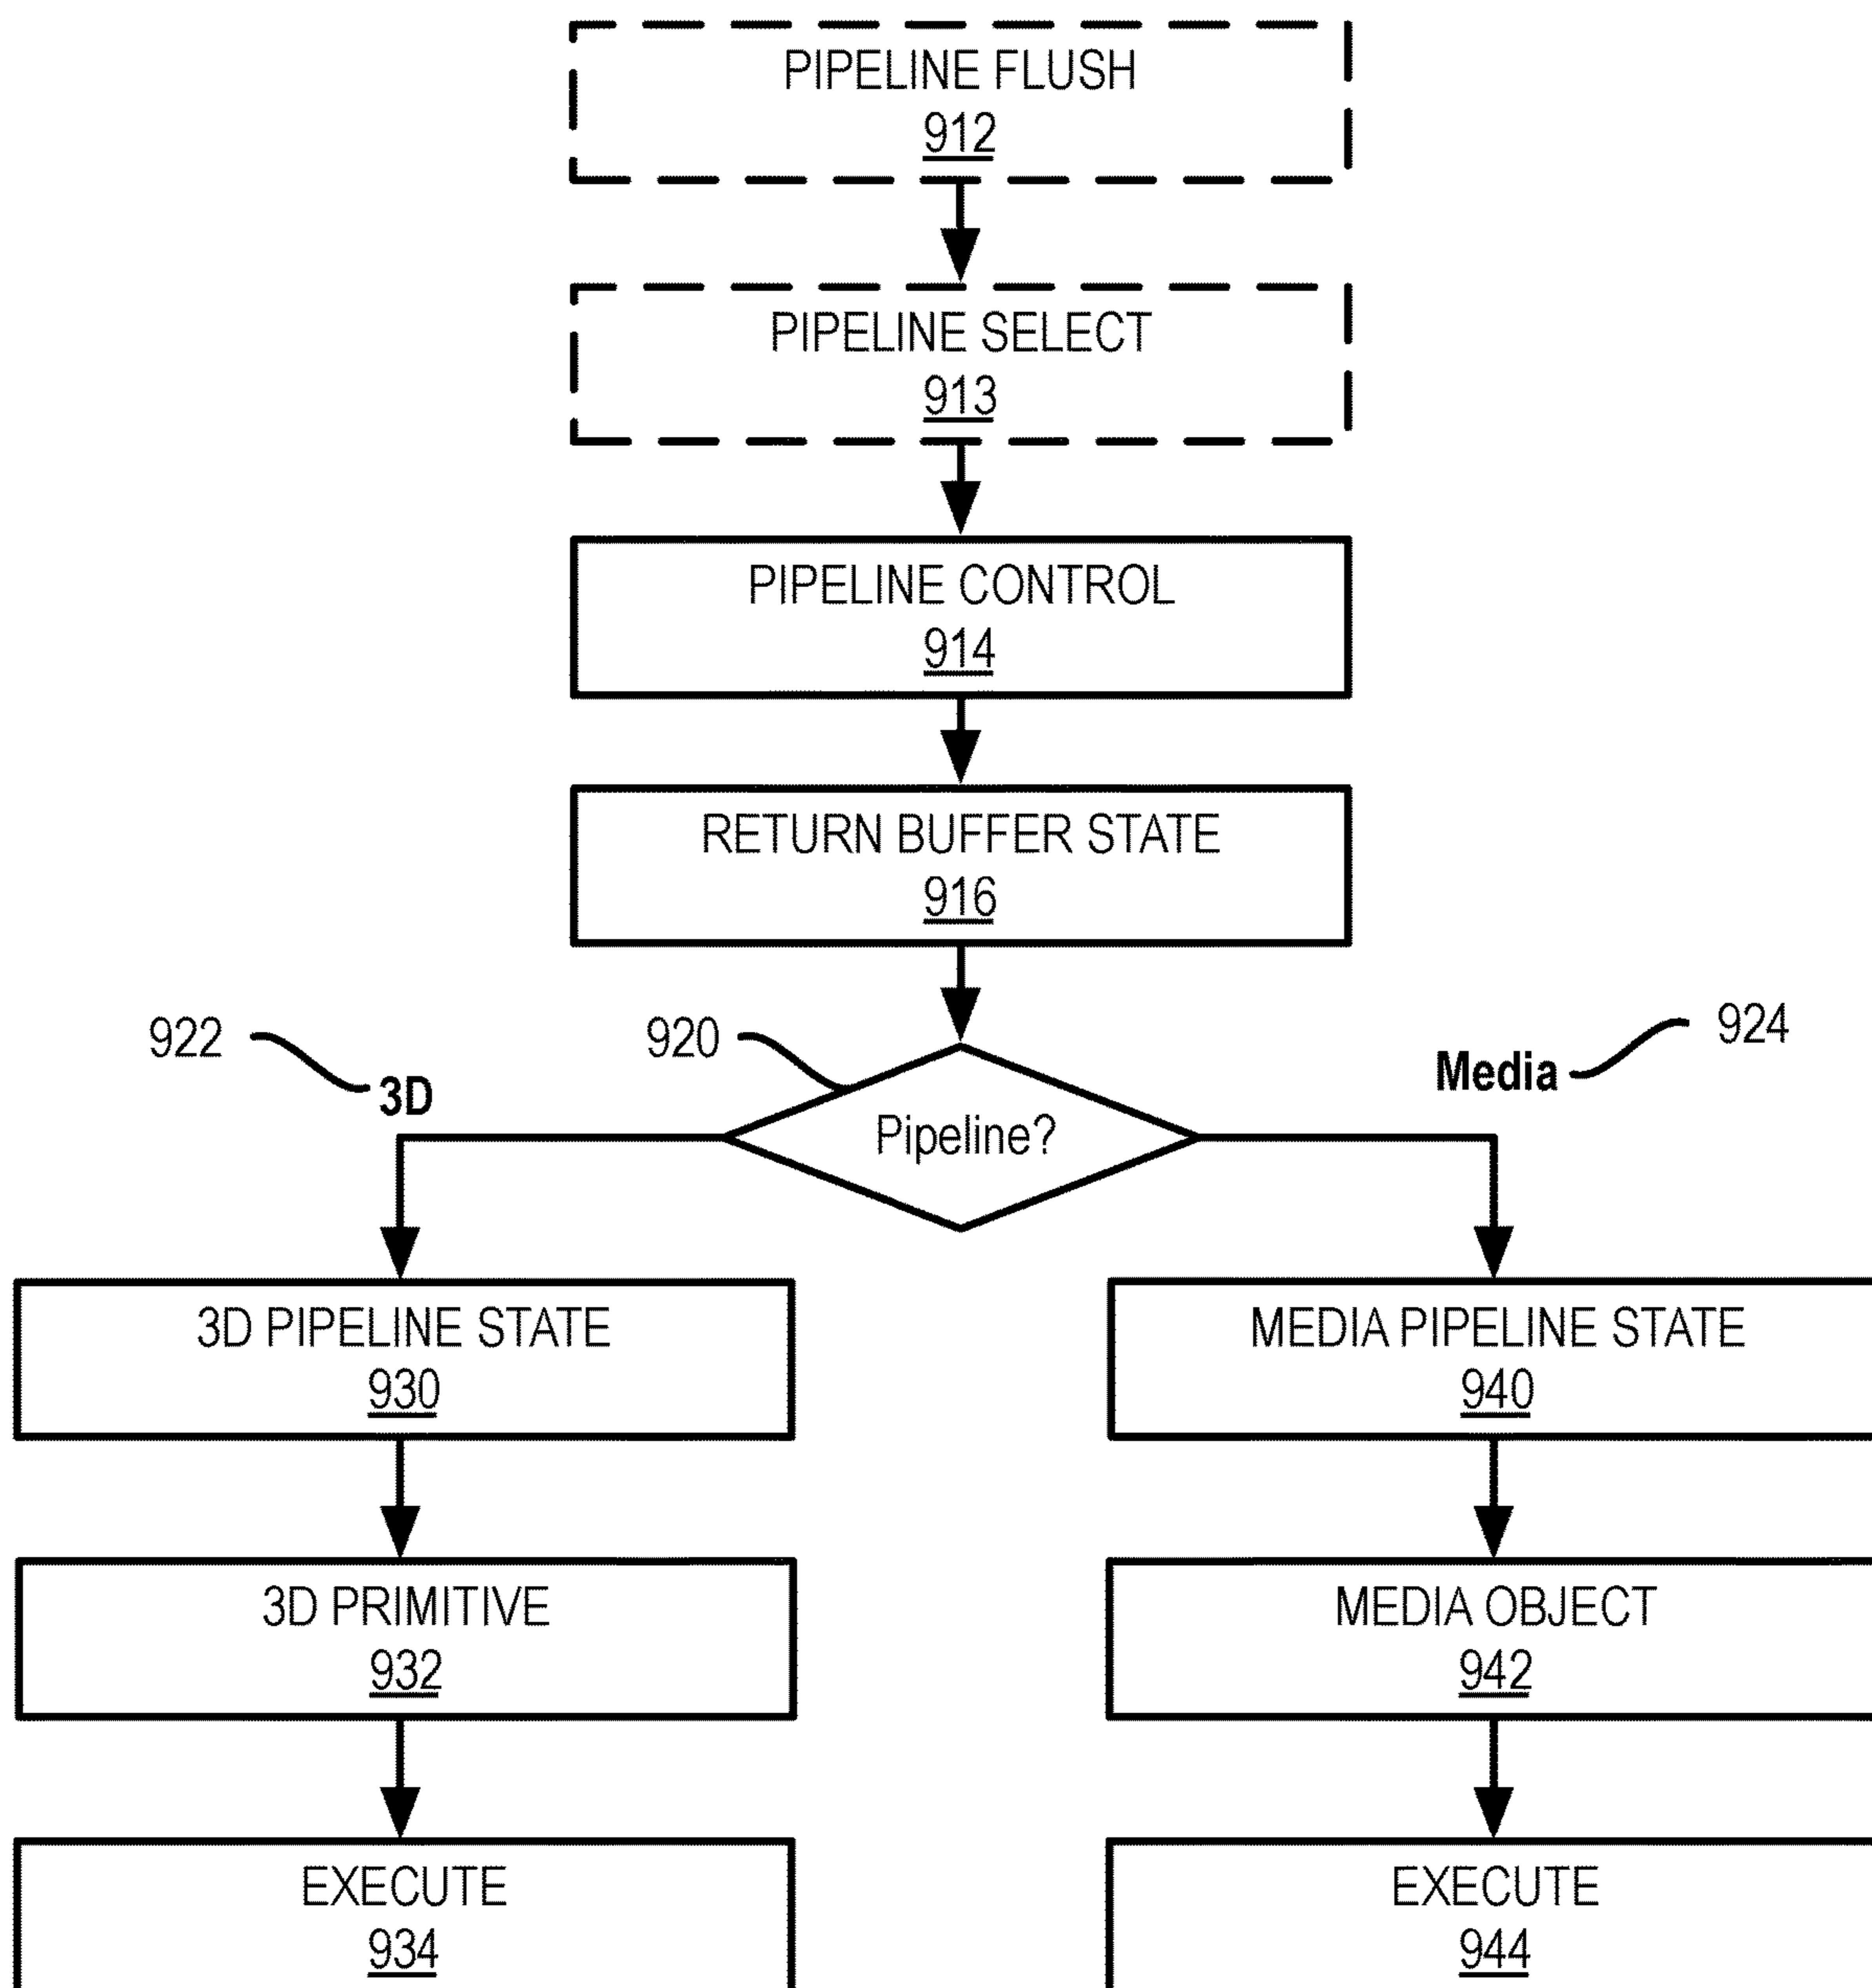 PIPELINE FLUSH
912
PIPELINE SELECT
913
PIPELINE CONTROL
914
RETURN BUFFER STATE
916
922
920
924
3D
Media
Pipeline?
3D PIPELINE STATE
930
MEDIA PIPELINE STATE
940
3D PRIMITIVE
932
MEDIA OBJECT
942
EXECUTE
934
EXECUTE
944